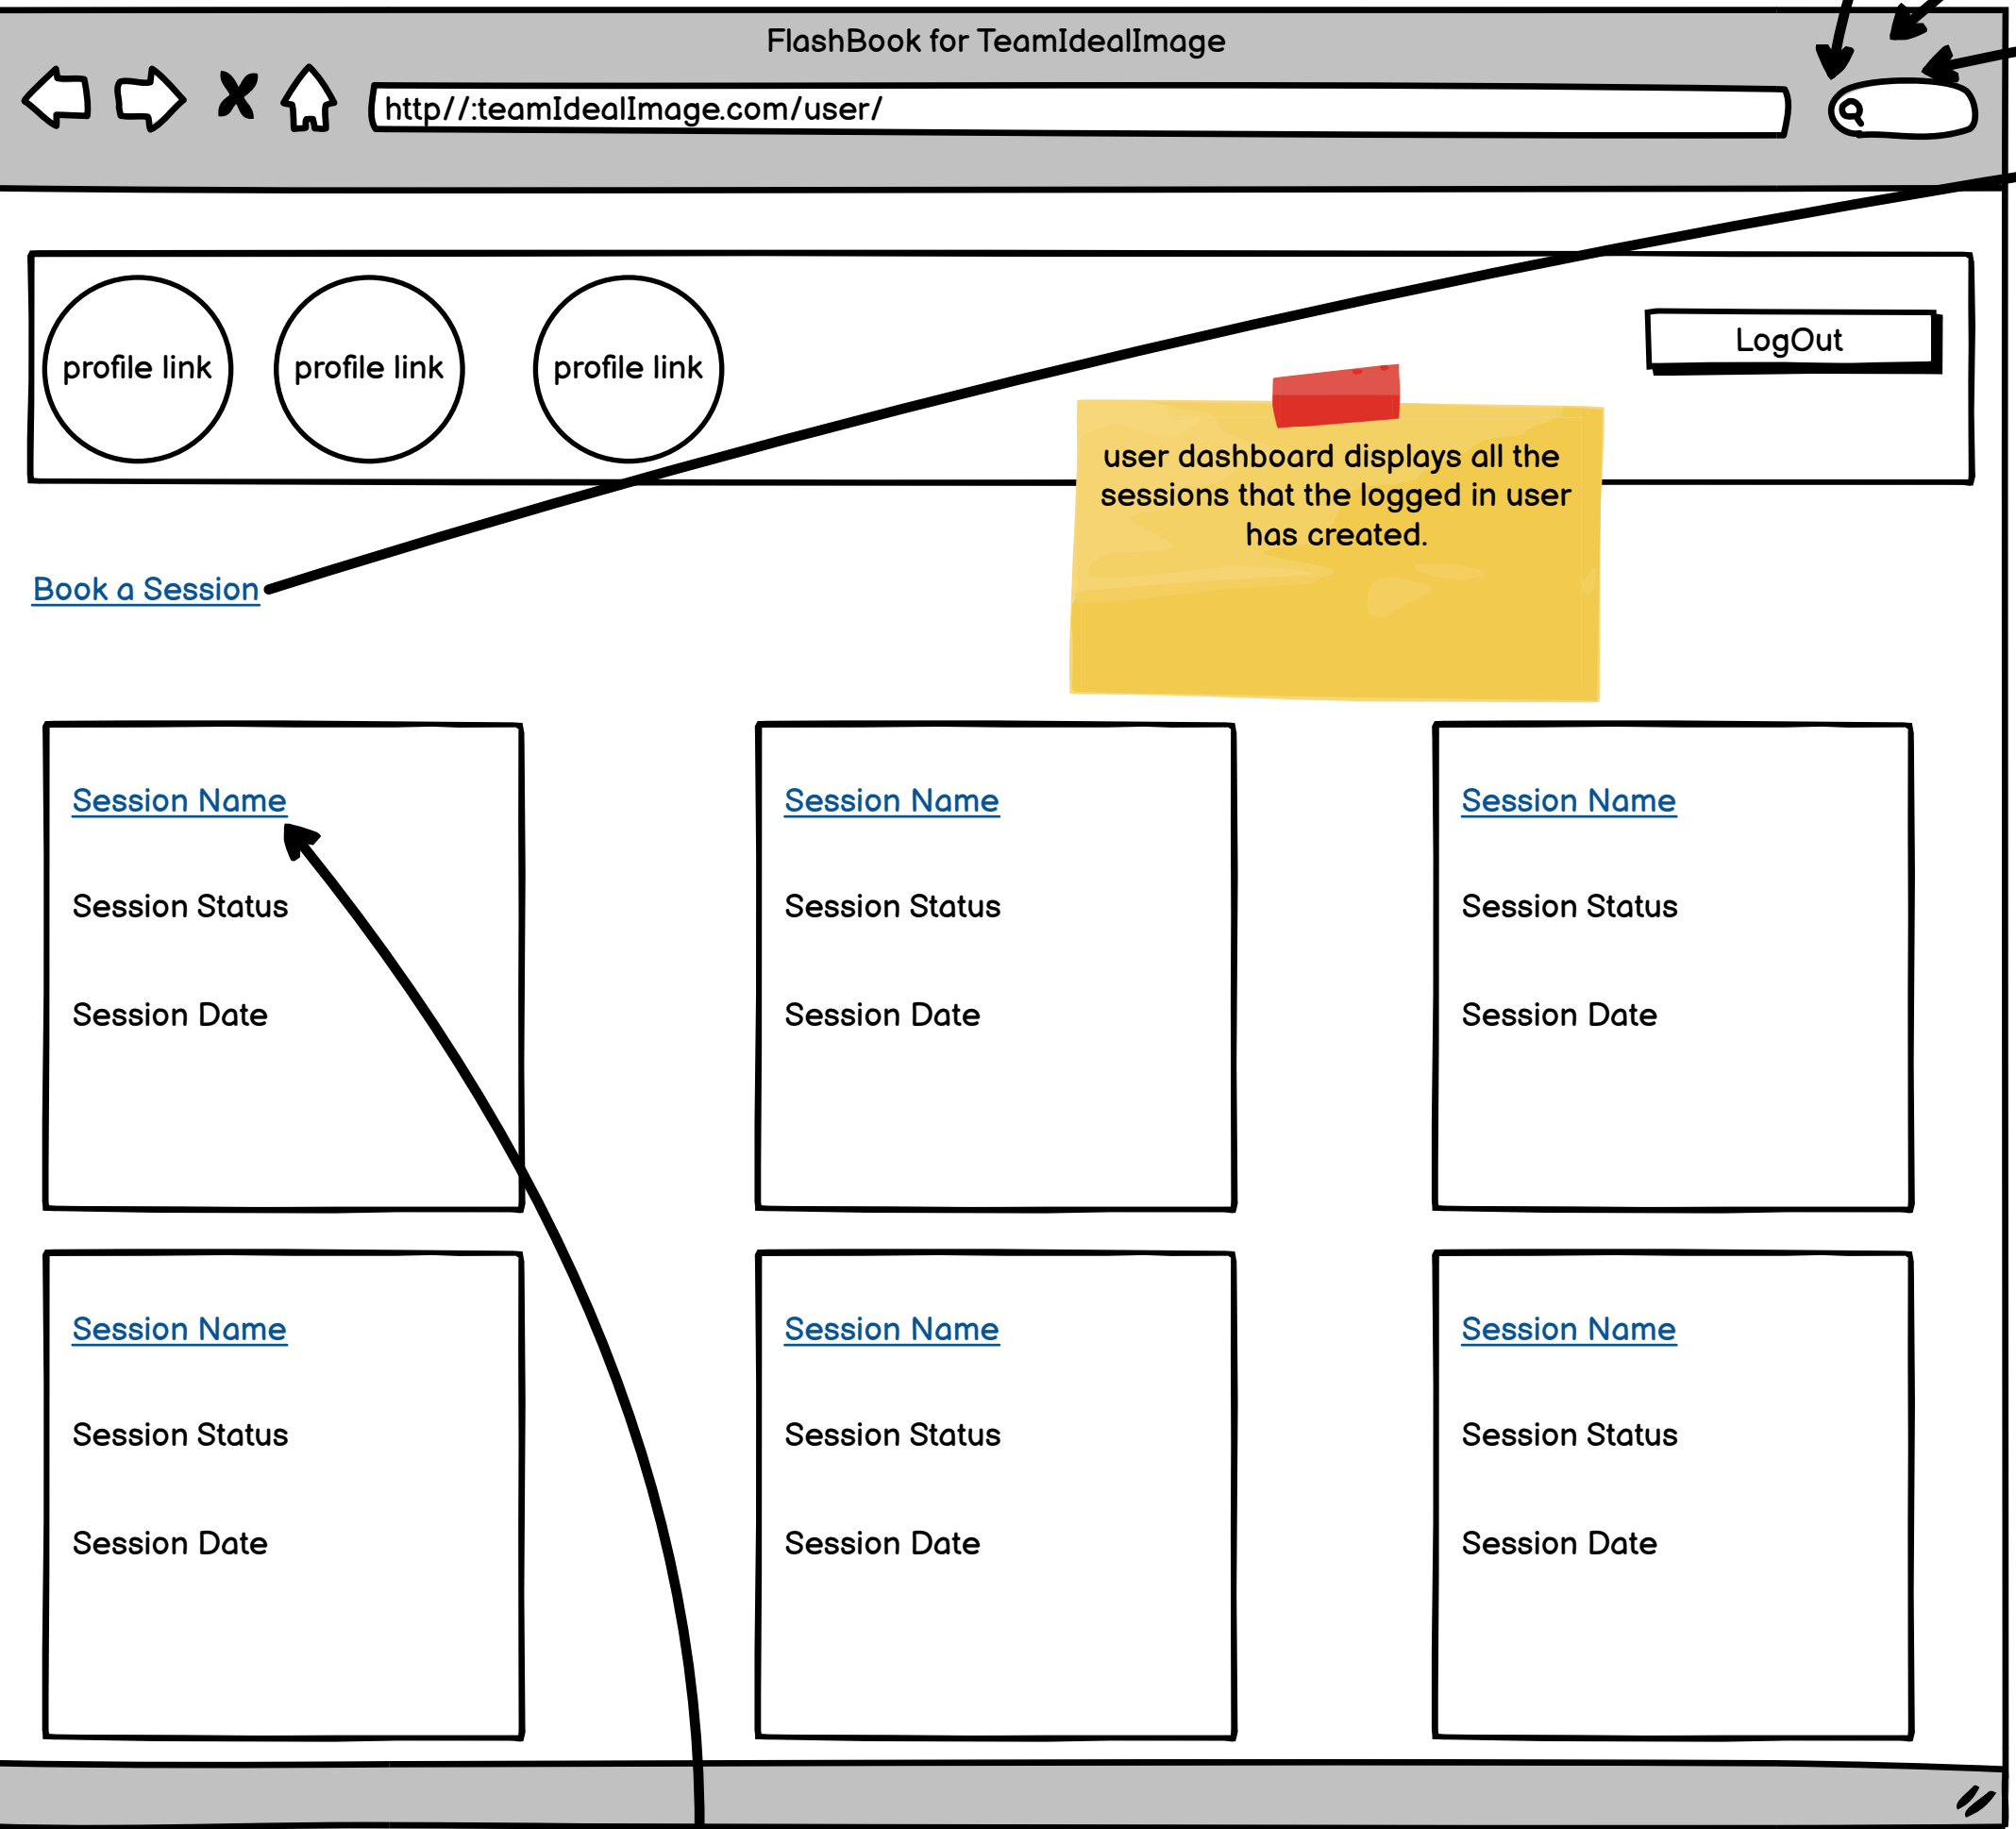 FlashBook for TeamIdealImage
http//:teamIdealImage.com/user/
profile link
profile link
profile link
LogOut
user dashboard displays all the
sessions that the logged in user
has created.
Book a Session
Session Name
Session Status
Session Date
Session Name
Session Status
Session Date
Session Name
Session Status
Session Date
Session Name
Session Status
Session Date
Session Name
Session Status
Session Date
Session Name
Session Status
Session Date